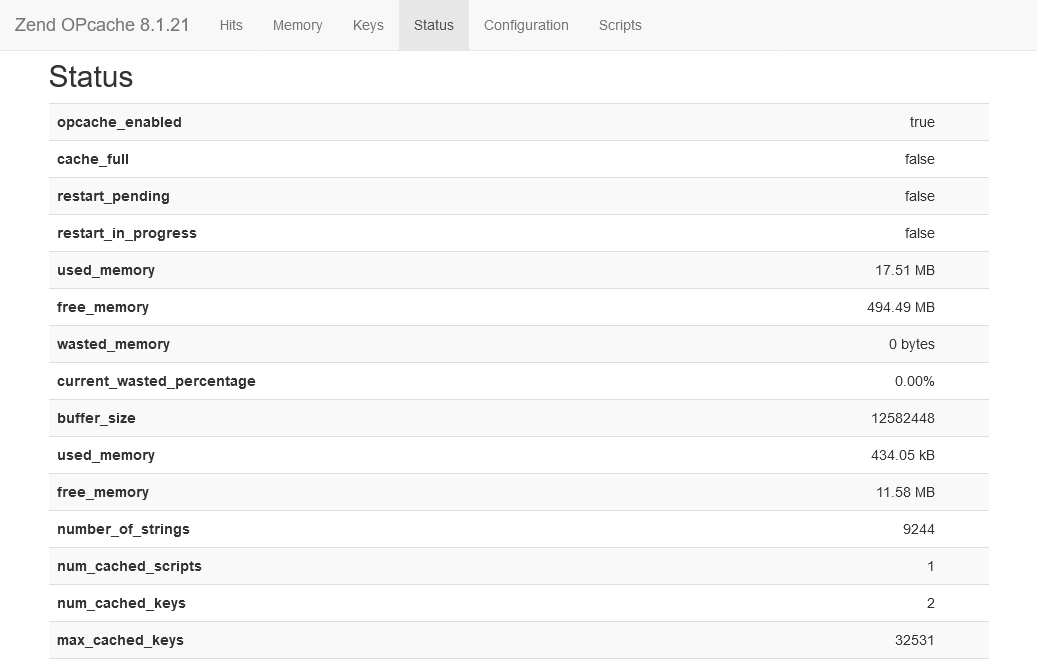 Zend OPcache 8.1.21 Hits Memory Keys Status Configuration Scripts
Status
opcache_enabled true
cache_full false
restart_pending false
restart_in_progress false
used_memory 17.51 MB
free_memory 494.49 MB
wasted_memory 0 bytes
current_wasted_percentage 0.00%
buffer_size 12582448
used_memory 434.05 kB
free_memory 11.58 MB
number_of_strings 9244
num_cached_scripts 1
num_cached_keys 2
max_cached_keys 32531